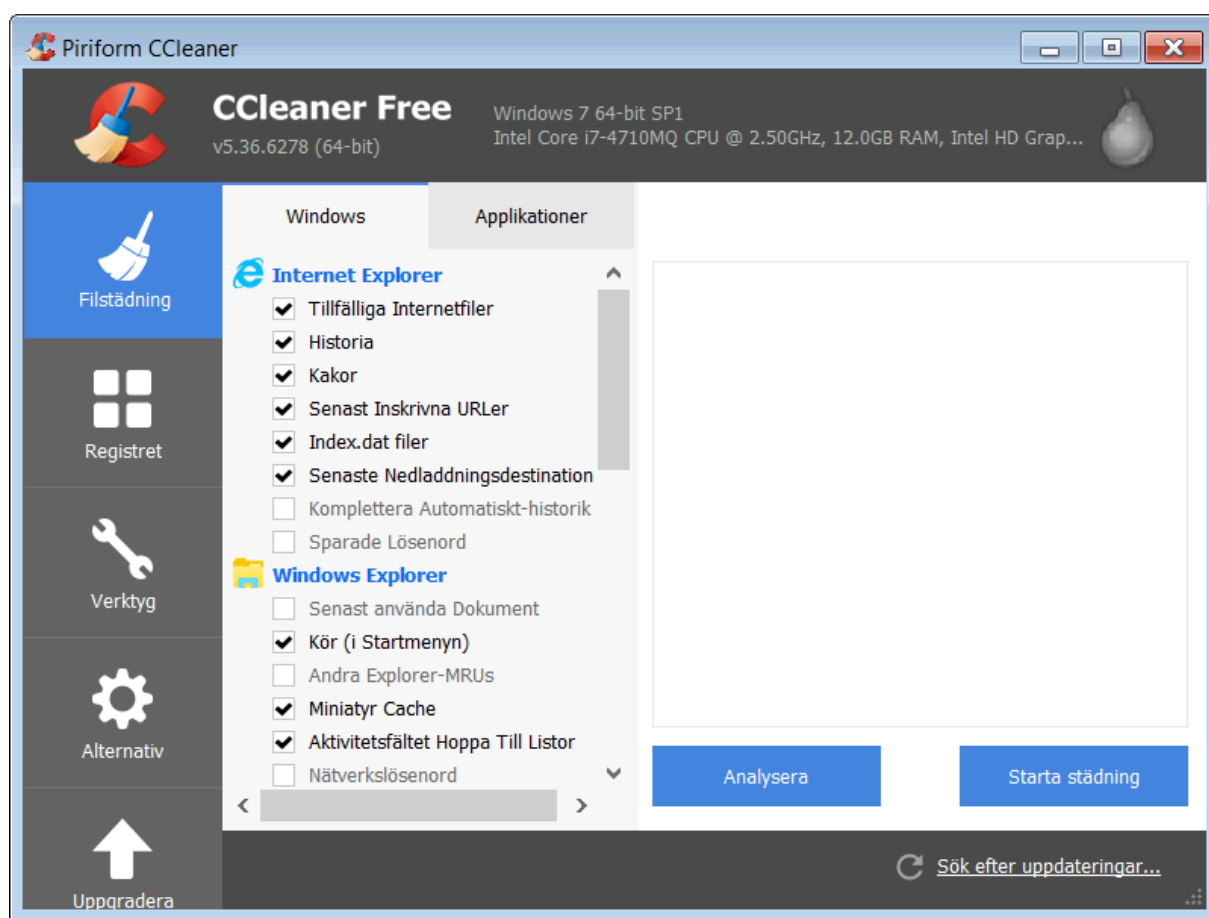 Piriform CCleaner
CCleaner Free
v5.36.6278 (64-bit)
Windows 7 64-bit SP1
Intel Core i7-4710MQ CPU @ 2.50GHz, 12.0GB RAM, Intel HD Grap...
Filstädning
Registret
Verktyg
Alternativ
Uppgradera
Windows
Applikationer
Internet Explorer
Tillfälliga Internetfiler
Historia
Kakor
Senast Inskrivna URLer
Index.dat filer
Senaste Nedladdningsdestination
Komplettera Automatiskt-historik
Sparade Lösenord
Windows Explorer
Senast använda Dokument
Kör (i Startmenyn)
Andra Explorer-MRUs
Miniatyr Cache
Aktivitetsfältet Hoppa Till Listor
Nätverkslösenord
Analysera
Starta städning
Sök efter uppdateringar...